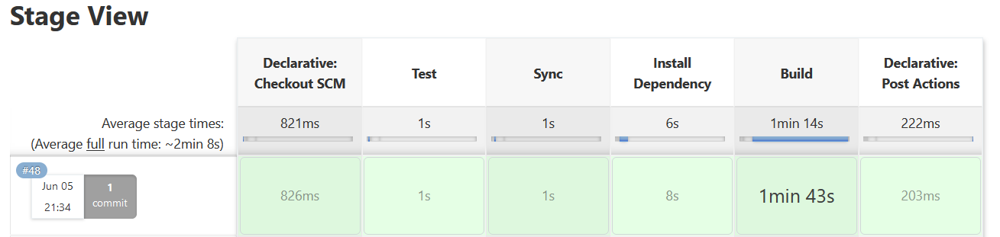 Stage View
Declarative:
Checkout SCM
Test
Sync
Install
Dependency
Build
Declarative:
Post Actions
Average stage times:
(Average full run time: ~2min 8s)
821ms
1s
1s
6s
1min 14s
222ms
#48
Jun 05
21:34
1
commit
826ms
1s
1s
8s
1min 43s
203ms